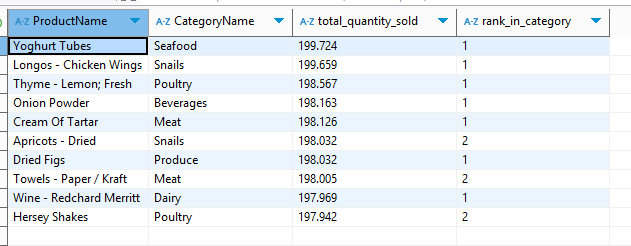 A-Z ProductName A-Z CategoryName A-Z total_quantity_sold A-Z rank_in_category
Yoghurt Tubes Seafood 199.724 1
Longos - Chicken Wings Snails 199.659 1
Thyme - Lemon; Fresh Poultry 198.567 1
Onion Powder Beverages 198.163 1
Cream Of Tartar Meat 198.126 1
Apricots - Dried Snails 198.032 2
Dried Figs Produce 198.032 1
Towels - Paper / Kraft Meat 198.005 2
Wine - Redchard Merritt Dairy 197.969 1
Hersey Shakes Poultry 197.942 2